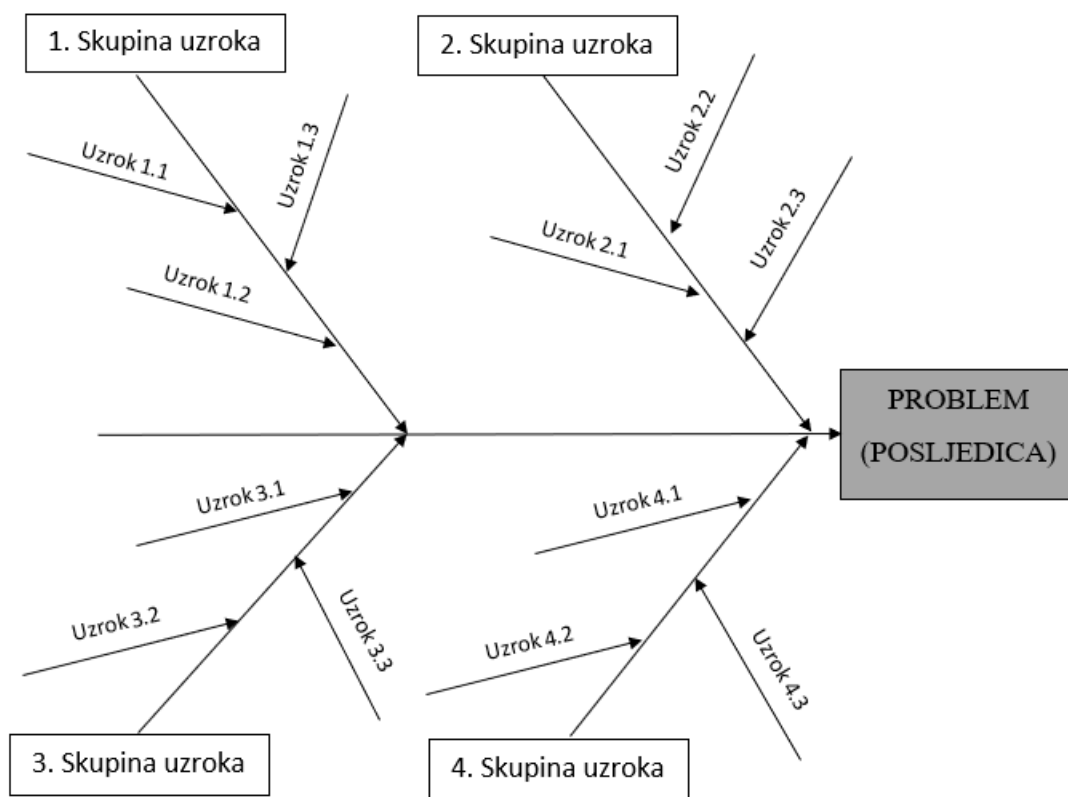 1. Skupina uzroka
2. Skupina uzroka
Uzrok 1.1
Uzrok 1.3
Uzrok 1.2
Uzrok 2.2
Uzrok 2.1
Uzrok 2.3
PROBLEM
(POSLJEDICA)
Uzrok 3.1
Uzrok 3.2
Uzrok 3.3
Uzrok 4.1
Uzrok 4.2
Uzrok 4.3
3. Skupina uzroka
4. Skupina uzroka